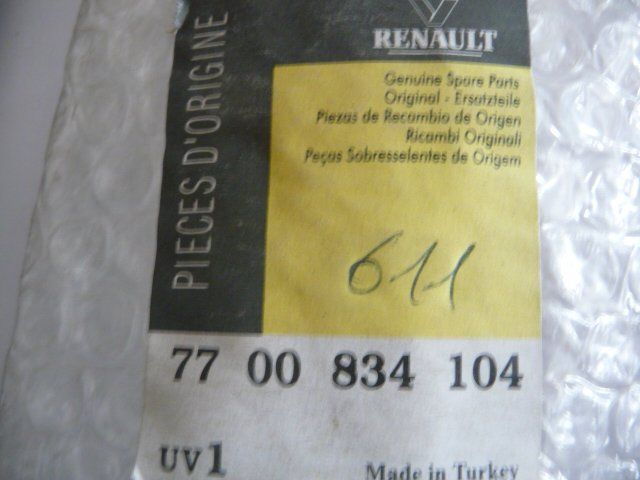 PIECES D'ORIGINE
RENAULT
Genuine Spare Parts
Original - Ersatzteile
Piezas de Recambio de Origen
Ricambi Originali
Peças Sobresselentes de Origem
611
77 00 834 104
UV1
Made in Turkey